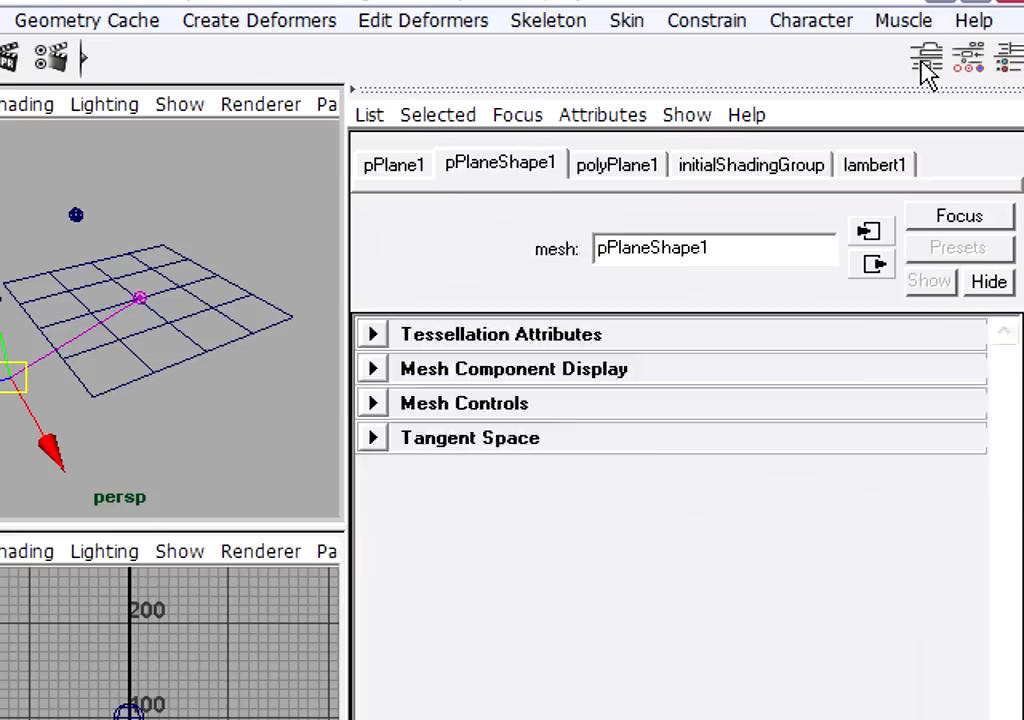 Geometry Cache Create Deformers Edit Deformers Skeleton Skin Constrain Character Muscle Help
PR
hading Lighting Show Renderer Pa
List Selected Focus Attributes Show Help
pPlane1 pPlaneShape1 polyPlane1 initialShadingGroup lambert1
mesh: pPlaneShape1
Focus
Presets
Show Hide
Tessellation Attributes
Mesh Component Display
Mesh Controls
Tangent Space
persp
hading Lighting Show Renderer Pa
200
100